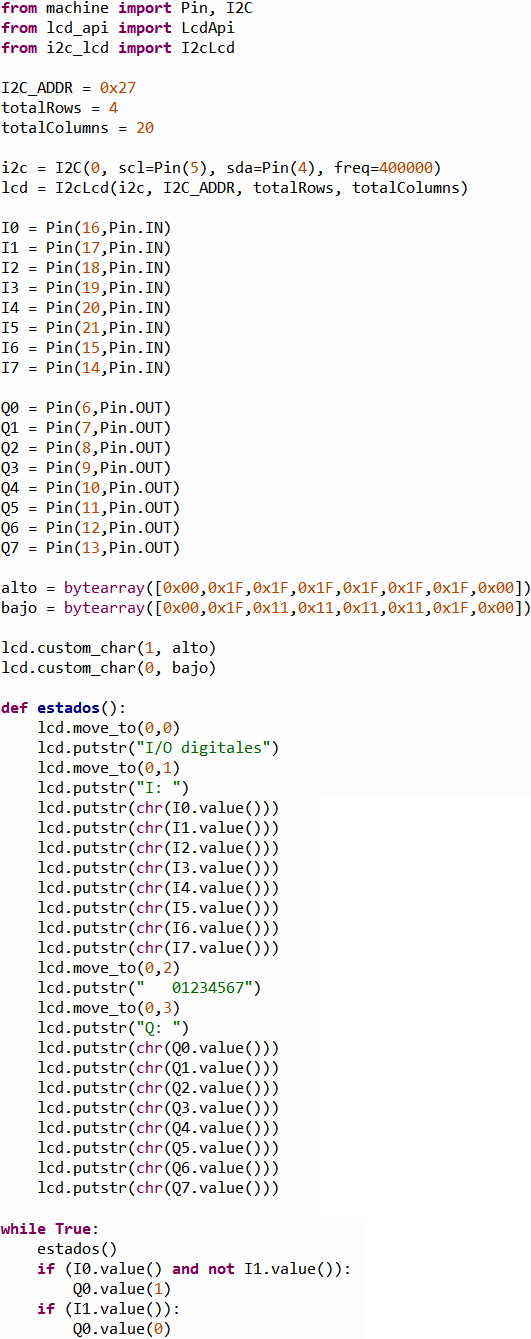 from machine import Pin, I2C
from lcd_api import LcdApi
from i2c_lcd import I2cLcd

I2C_ADDR = 0x27
totalRows = 4
totalColumns = 20

i2c = I2C(0, scl=Pin(5), sda=Pin(4), freq=400000)
lcd = I2cLcd(i2c, I2C_ADDR, totalRows, totalColumns)

I0 = Pin(16,Pin.IN)
I1 = Pin(17,Pin.IN)
I2 = Pin(18,Pin.IN)
I3 = Pin(19,Pin.IN)
I4 = Pin(20,Pin.IN)
I5 = Pin(21,Pin.IN)
I6 = Pin(15,Pin.IN)
I7 = Pin(14,Pin.IN)

Q0 = Pin(6,Pin.OUT)
Q1 = Pin(7,Pin.OUT)
Q2 = Pin(8,Pin.OUT)
Q3 = Pin(9,Pin.OUT)
Q4 = Pin(10,Pin.OUT)
Q5 = Pin(11,Pin.OUT)
Q6 = Pin(12,Pin.OUT)
Q7 = Pin(13,Pin.OUT)

alto = bytearray([0x00,0x1F,0x1F,0x1F,0x1F,0x1F,0x1F,0x00])
bajo = bytearray([0x00,0x1F,0x11,0x11,0x11,0x11,0x1F,0x00])

lcd.custom_char(1, alto)
lcd.custom_char(0, bajo)

def estados():
    lcd.move_to(0,0)
    lcd.putstr("I/O digitales")
    lcd.move_to(0,1)
    lcd.putstr("I: ")
    lcd.putstr(chr(I0.value()))
    lcd.putstr(chr(I1.value()))
    lcd.putstr(chr(I2.value()))
    lcd.putstr(chr(I3.value()))
    lcd.putstr(chr(I4.value()))
    lcd.putstr(chr(I5.value()))
    lcd.putstr(chr(I6.value()))
    lcd.putstr(chr(I7.value()))
    lcd.move_to(0,2)
    lcd.putstr("   01234567")
    lcd.move_to(0,3)
    lcd.putstr("Q: ")
    lcd.putstr(chr(Q0.value()))
    lcd.putstr(chr(Q1.value()))
    lcd.putstr(chr(Q2.value()))
    lcd.putstr(chr(Q3.value()))
    lcd.putstr(chr(Q4.value()))
    lcd.putstr(chr(Q5.value()))
    lcd.putstr(chr(Q6.value()))
    lcd.putstr(chr(Q7.value()))

while True:
    estados()
    if (I0.value() and not I1.value()):
        Q0.value(1)
    if (I1.value()):
        Q0.value(0)